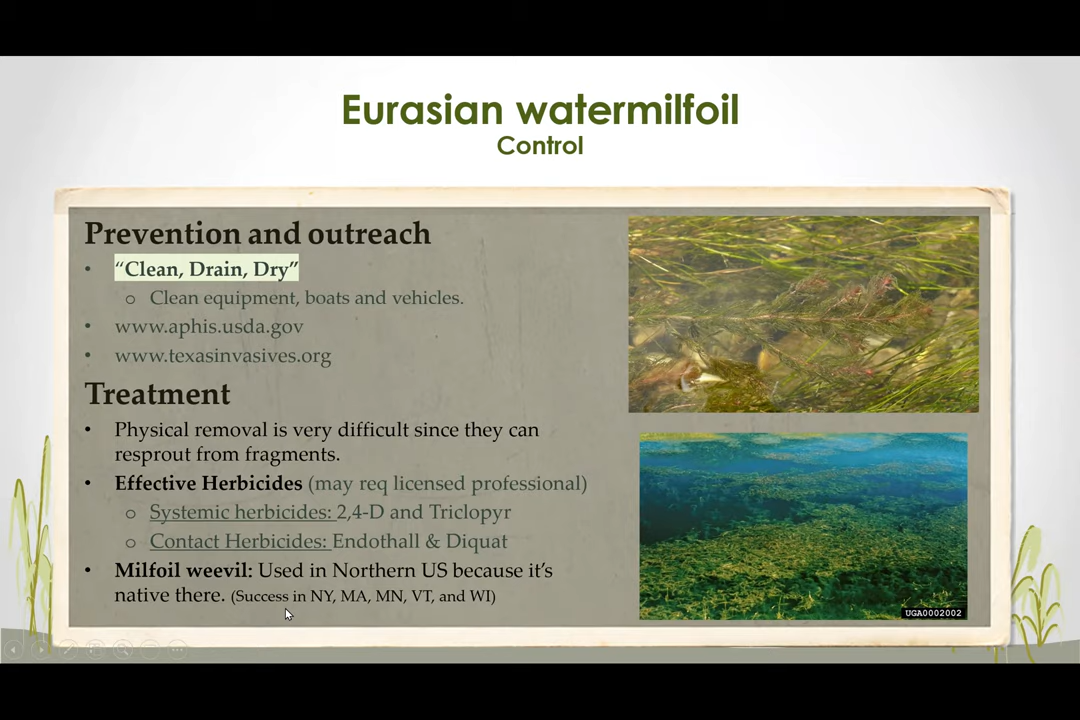 Eurasian watermilfoil
Control
Prevention and outreach
• “Clean, Drain, Dry”
o Clean equipment, boats and vehicles.
• www.aphis.usda.gov
• www.texasinvasives.org
Treatment
• Physical removal is very difficult since they can
resprout from fragments.
• Effective Herbicides (may req licensed professional)
o Systemic herbicides: 2,4-D and Triclopyr
o Contact Herbicides: Endothall & Diquat
• Milfoil weevil: Used in Northern US because it’s
native there. (Success in NY, MA, MN, VT, and WI)
UGA0002002